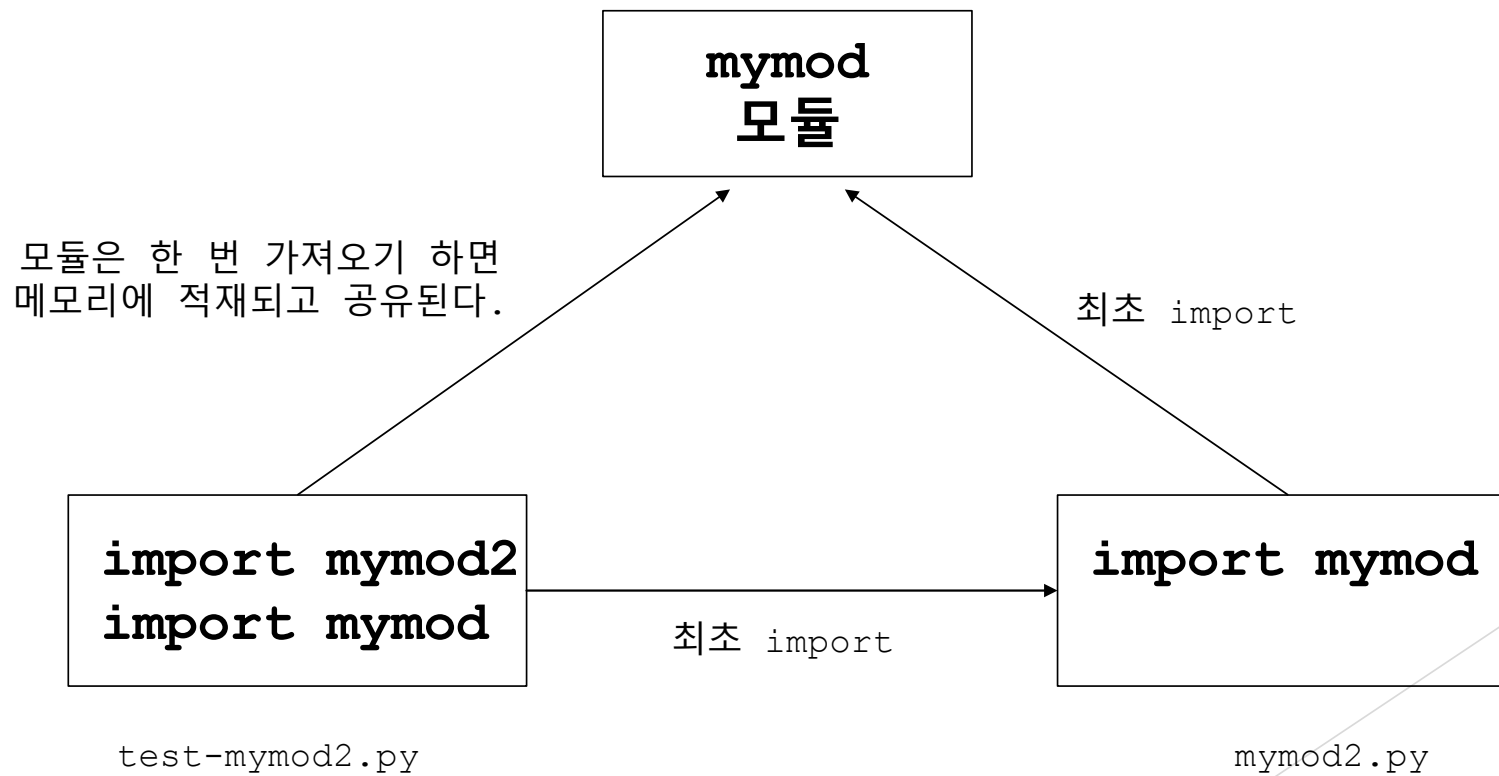 mymod
모듈
모듈은 한 번 가져오기 하면
메모리에 적재되고 공유된다.
최초 import
import mymod2
import mymod
최초 import
import mymod
test-mymod2.py
mymod2.py